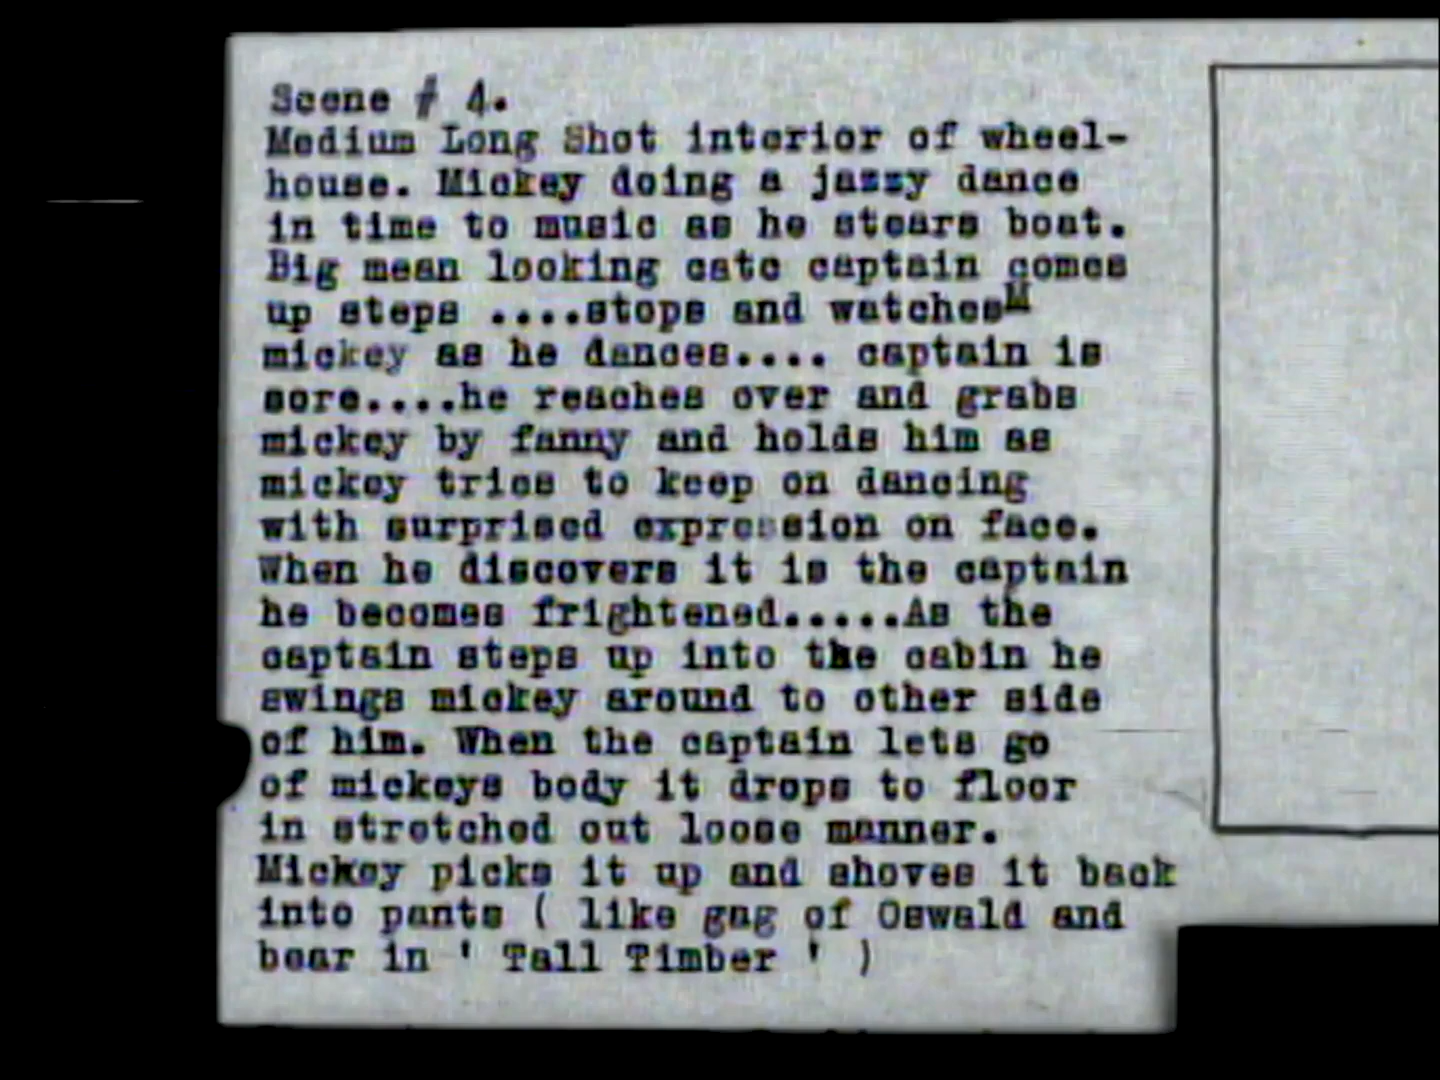 Scene # 4.
Medium Long Shot interior of wheel-
house. Mickey doing a jazzy dance
in time to music as he stears boat.
Big mean looking catc captain comes
up steps ....stops and watchesM
mickey as he dances.... captain is
sore....he reaches over and grabs
mickey by fanny and holds him as
mickey tries to keep on dancing
with surprised expression on face.
When he discovers it is the captain
he becomes frightened.....As the
captain steps up into the cabin he
swings mickey around to other side
of him. When the captain lets go
of mickeys body it drops to floor
in stretched out loose manner.
Mickey picks it up and shoves it back
into pants ( like gag of Oswald and
bear in ' Tall Timber ' )